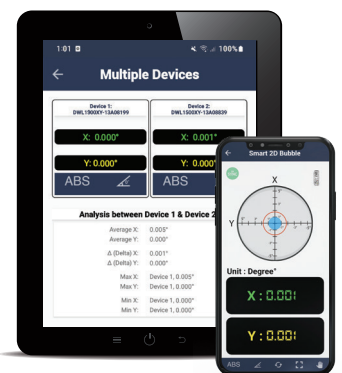 1:01
100%
Multiple Devices
Device 1:
DWL1300XY-13A08199
Device 2:
DWL1500XY-13A08839
X: 0.000°
X: 0.001°
Y: 0.000°
Y: 0.000°
ABS
ABS
Analysis between Device 1 & Device 2
Average X: 0.005°
Average Y: 0.000°
Δ (Delta) X: 0.001°
Δ (Delta) Y: 0.000°
Max X: Device 1, 0.005°
Max Y: Device 1, 0.000°
Min X: Device 1, 0.000°
Min Y: Device 1, 0.000°
Smart 2D Bubble
X
Y
Unit : Degree°
X : 0.001
Y : 0.001
ABS